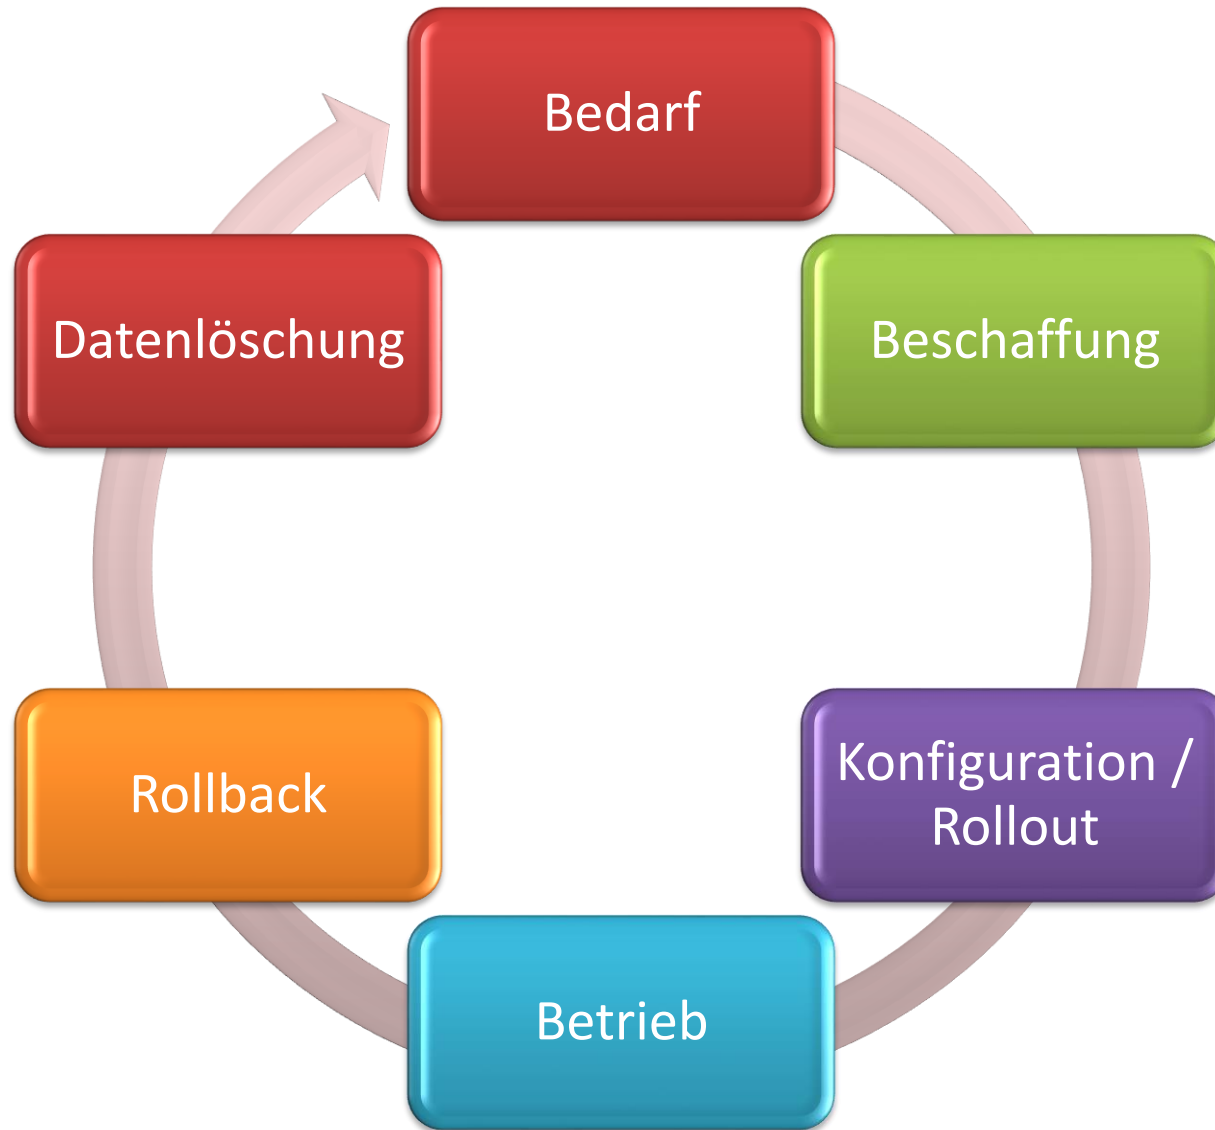 Bedarf
Beschaffung
Konfiguration /
Rollout
Betrieb
Rollback
Datenlöschung